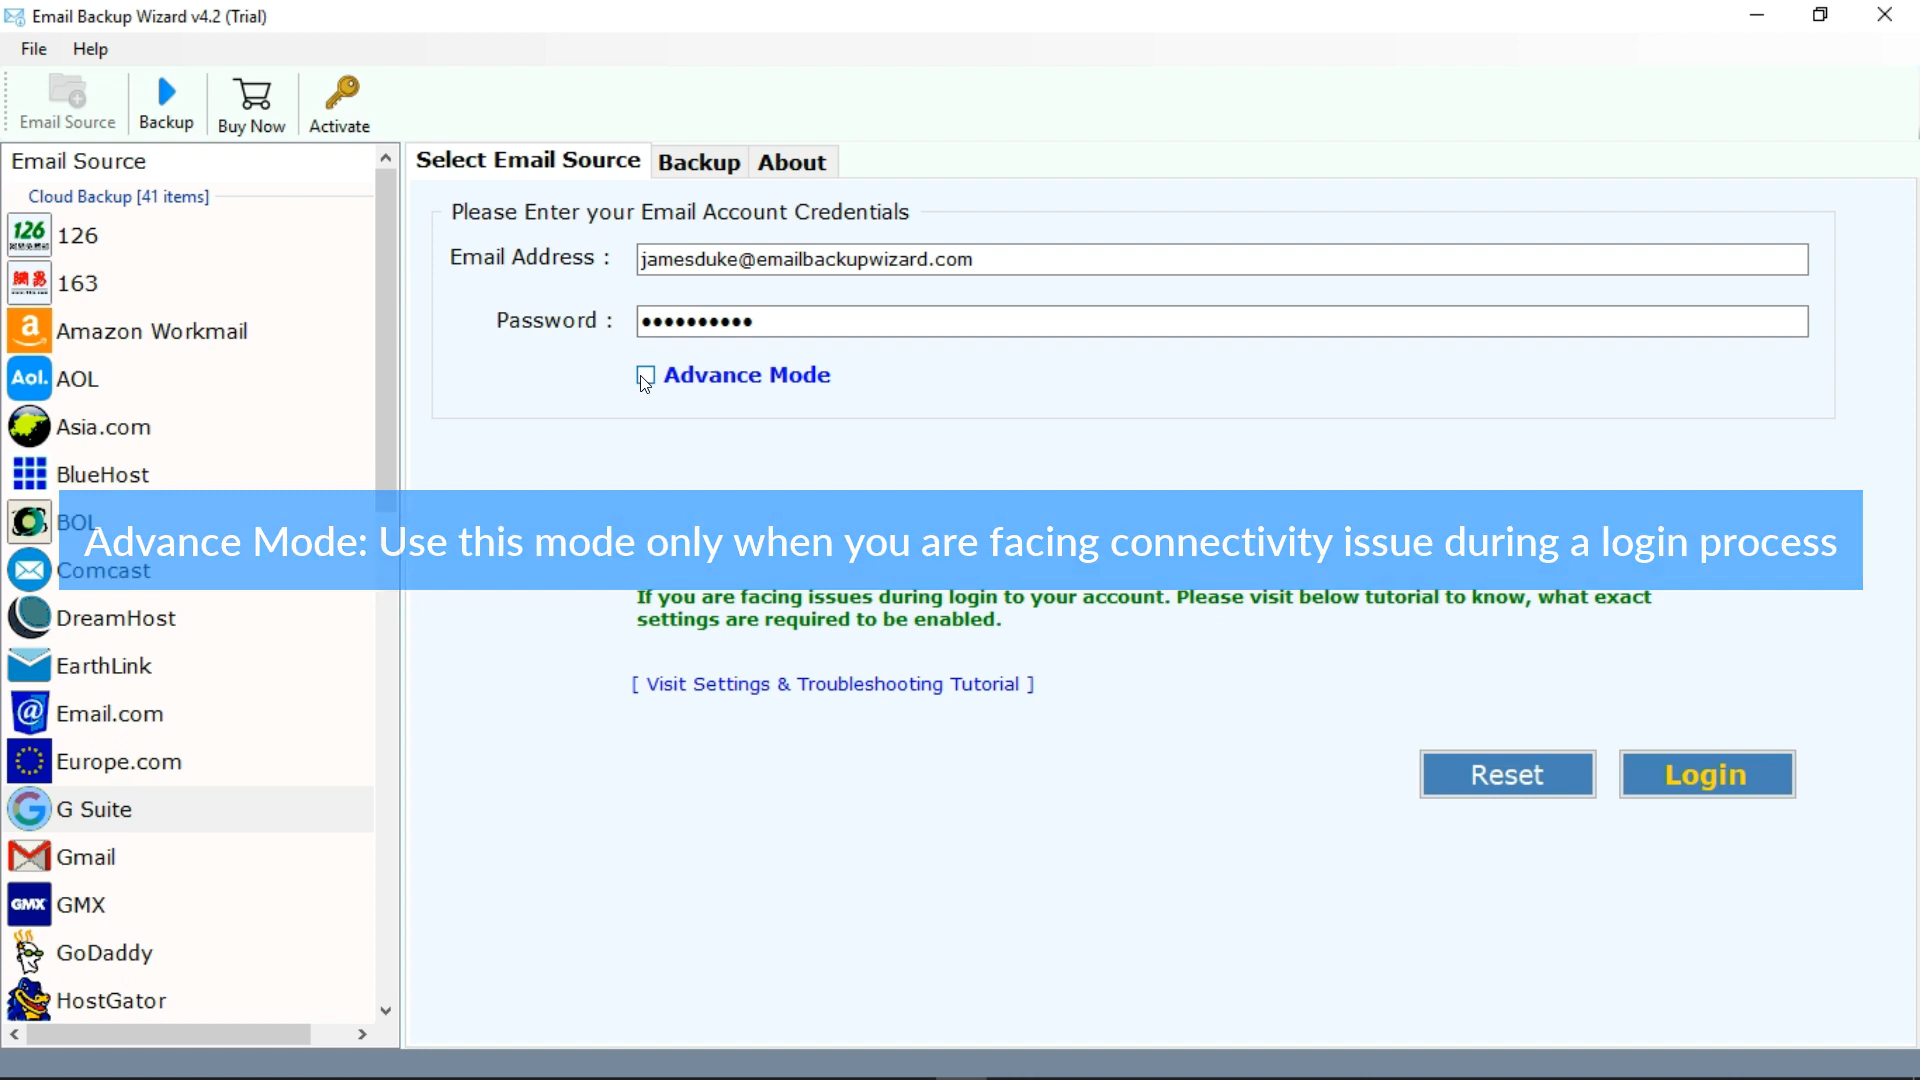 Email Backup Wizard v4.2 (Trial)
File Help
Email Source Backup Buy Now Activate
Email Source
Cloud Backup [41 items]
126 126
163
Amazon Workmail
Aol. AOL
Asia.com
BlueHost
BOL
Comcast
DreamHost
EarthLink
Email.com
Europe.com
G Suite
Gmail
GMX GMX
GoDaddy
HostGator
Select Email Source Backup About
Please Enter your Email Account Credentials
Email Address : jamesduke@emailbackupwizard.com
Password : ••••••••••
Advance Mode
Advance Mode: Use this mode only when you are facing connectivity issue during a login process
If you are facing issues during login to your account. Please visit below tutorial to know, what exact
settings are required to be enabled.
[ Visit Settings & Troubleshooting Tutorial ]
Reset Login